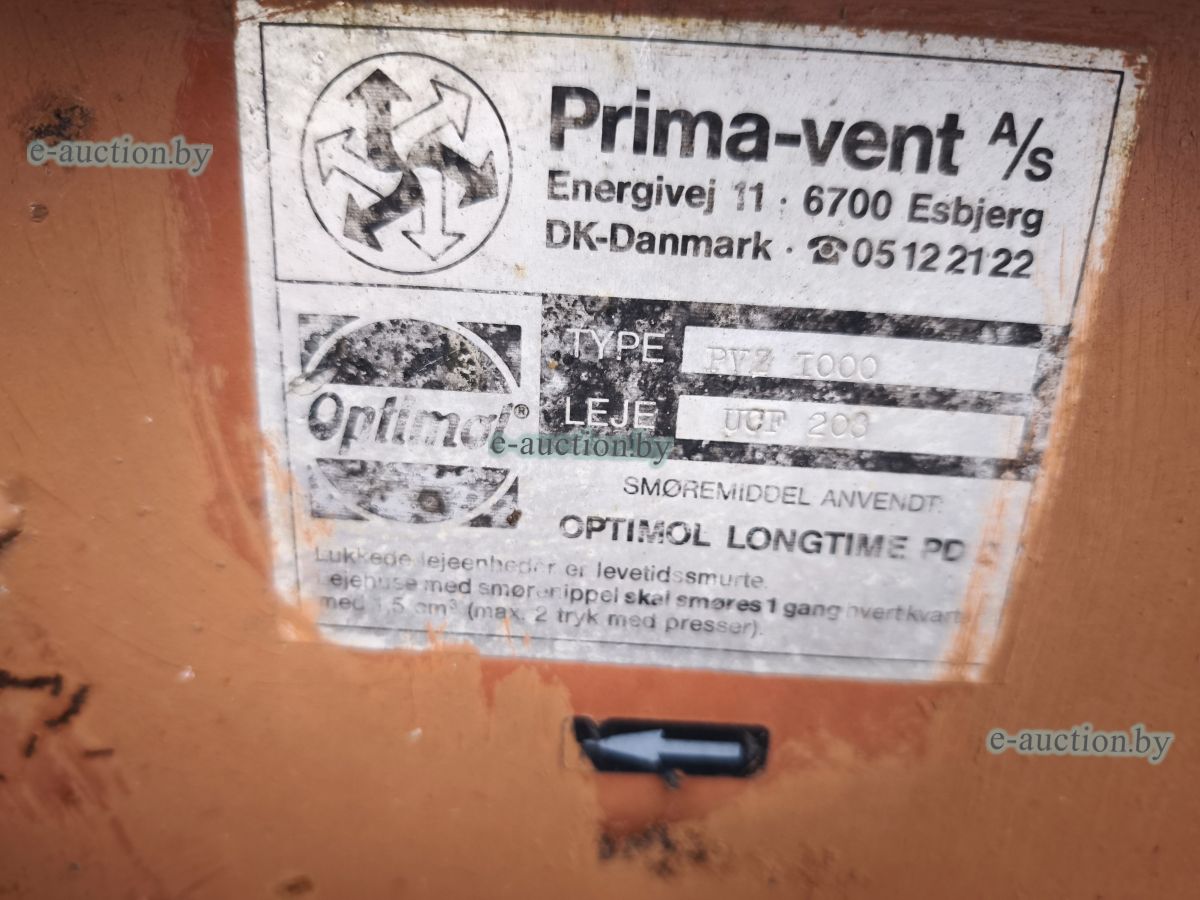 Prima-vent A/S
Energivej 11 · 6700 Esbjerg
DK-Danmark · ☎ 05 12 21 22
TYPE 1000
LEJE UCF 203
Optimol®
SMØREMIDDEL ANVENDT:
OPTIMOL LONGTIME PD
Lukkede lejeenheder er levetidssmurte.
Lejehuse med smørenippel skal smøres 1 gang hvert
med 1,5 cm³ (max. 2 tryk med presser).
e-auction.by
e-auction.by
e-auction.by